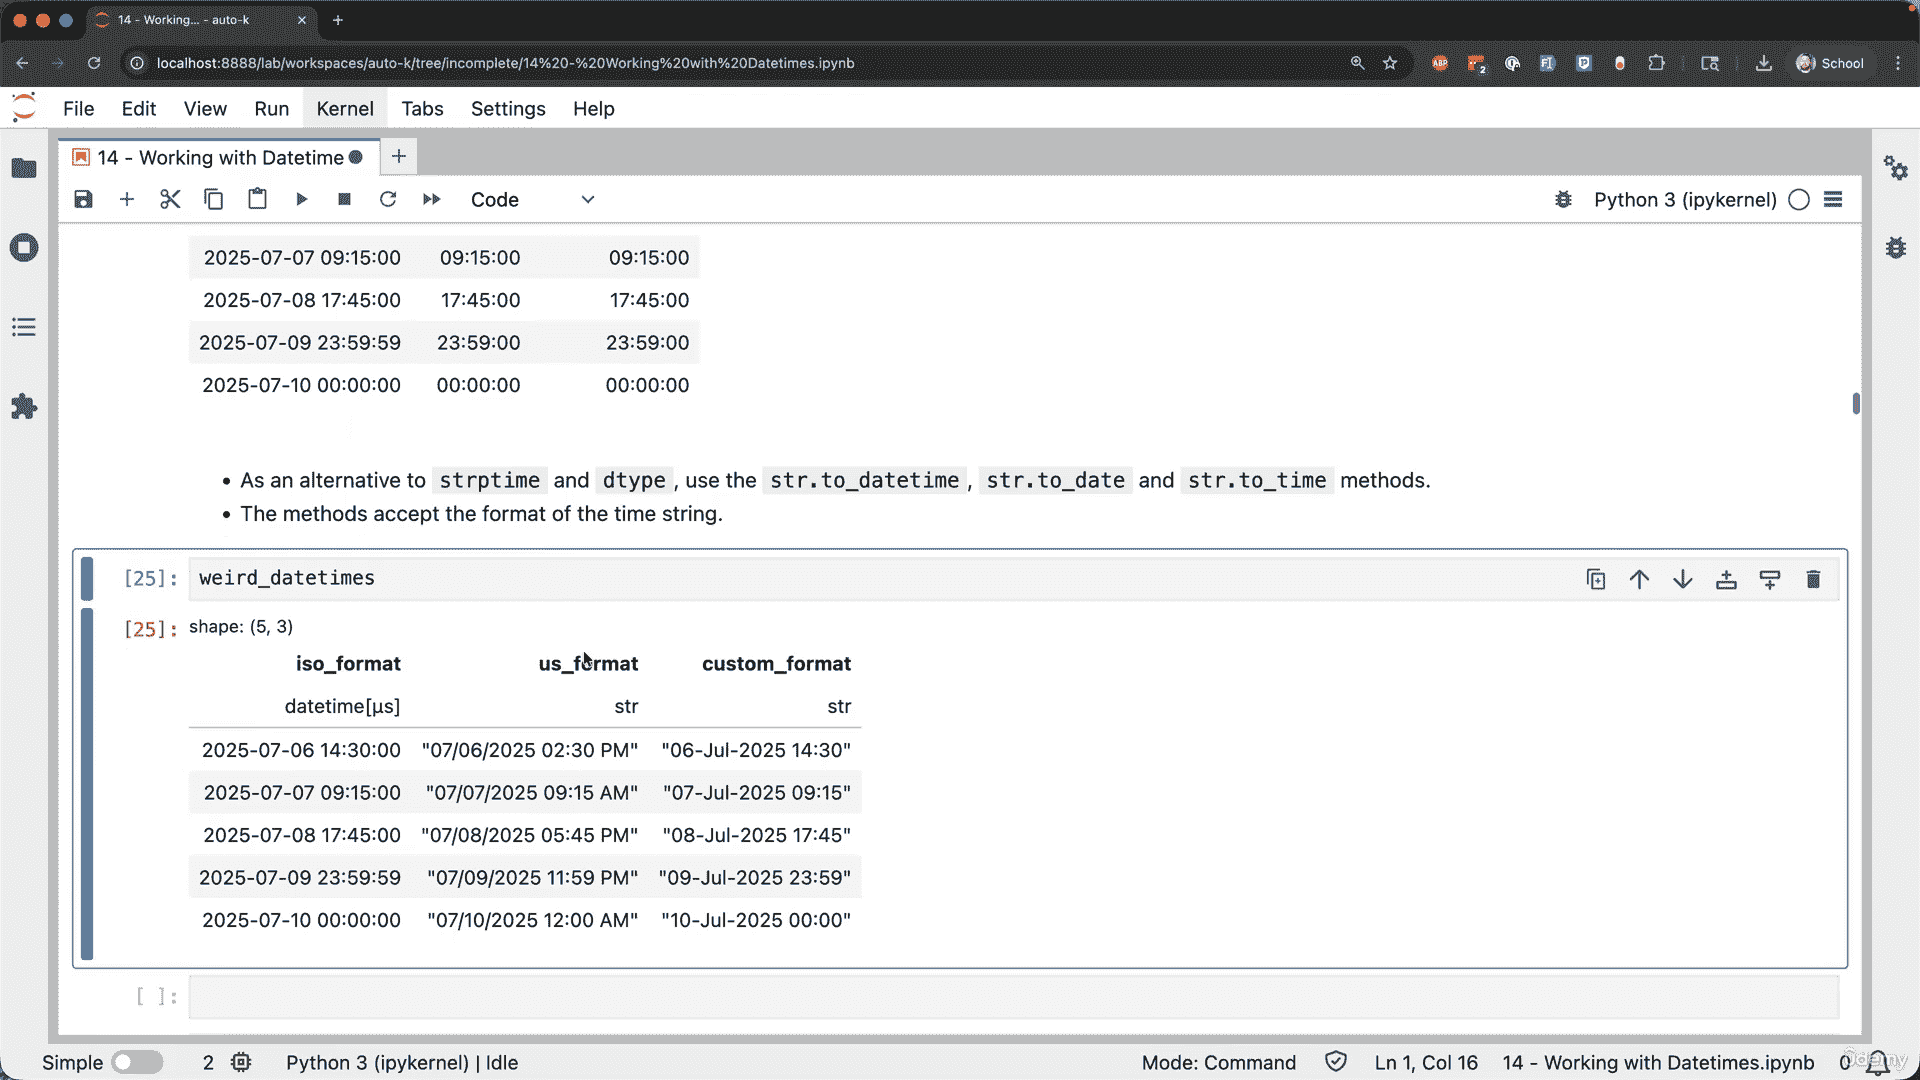 14 - Working... - auto-k
localhost:8888/lab/workspaces/auto-k/tree/incomplete/14%20-%20Working%20with%20Datetimes.ipynb
ABP
2
School
File Edit View Run Kernel Tabs Settings Help
14 - Working with Datetime
Code
Python 3 (ipykernel)
2025-07-07 09:15:00 09:15:00 09:15:00
2025-07-08 17:45:00 17:45:00 17:45:00
2025-07-09 23:59:59 23:59:00 23:59:00
2025-07-10 00:00:00 00:00:00 00:00:00
• As an alternative to strptime and dtype, use the str.to_datetime, str.to_date and str.to_time methods.
• The methods accept the format of the time string.
[25]: weird_datetimes
[25]: shape: (5, 3)
iso_format us_format custom_format
datetime[μs] str str
2025-07-06 14:30:00 "07/06/2025 02:30 PM" "06-Jul-2025 14:30"
2025-07-07 09:15:00 "07/07/2025 09:15 AM" "07-Jul-2025 09:15"
2025-07-08 17:45:00 "07/08/2025 05:45 PM" "08-Jul-2025 17:45"
2025-07-09 23:59:59 "07/09/2025 11:59 PM" "09-Jul-2025 23:59"
2025-07-10 00:00:00 "07/10/2025 12:00 AM" "10-Jul-2025 00:00"
[ ]:
Simple 2 Python 3 (ipykernel) | Idle Mode: Command Ln 1, Col 16 14 - Working with Datetimes.ipynb 0
Udemy